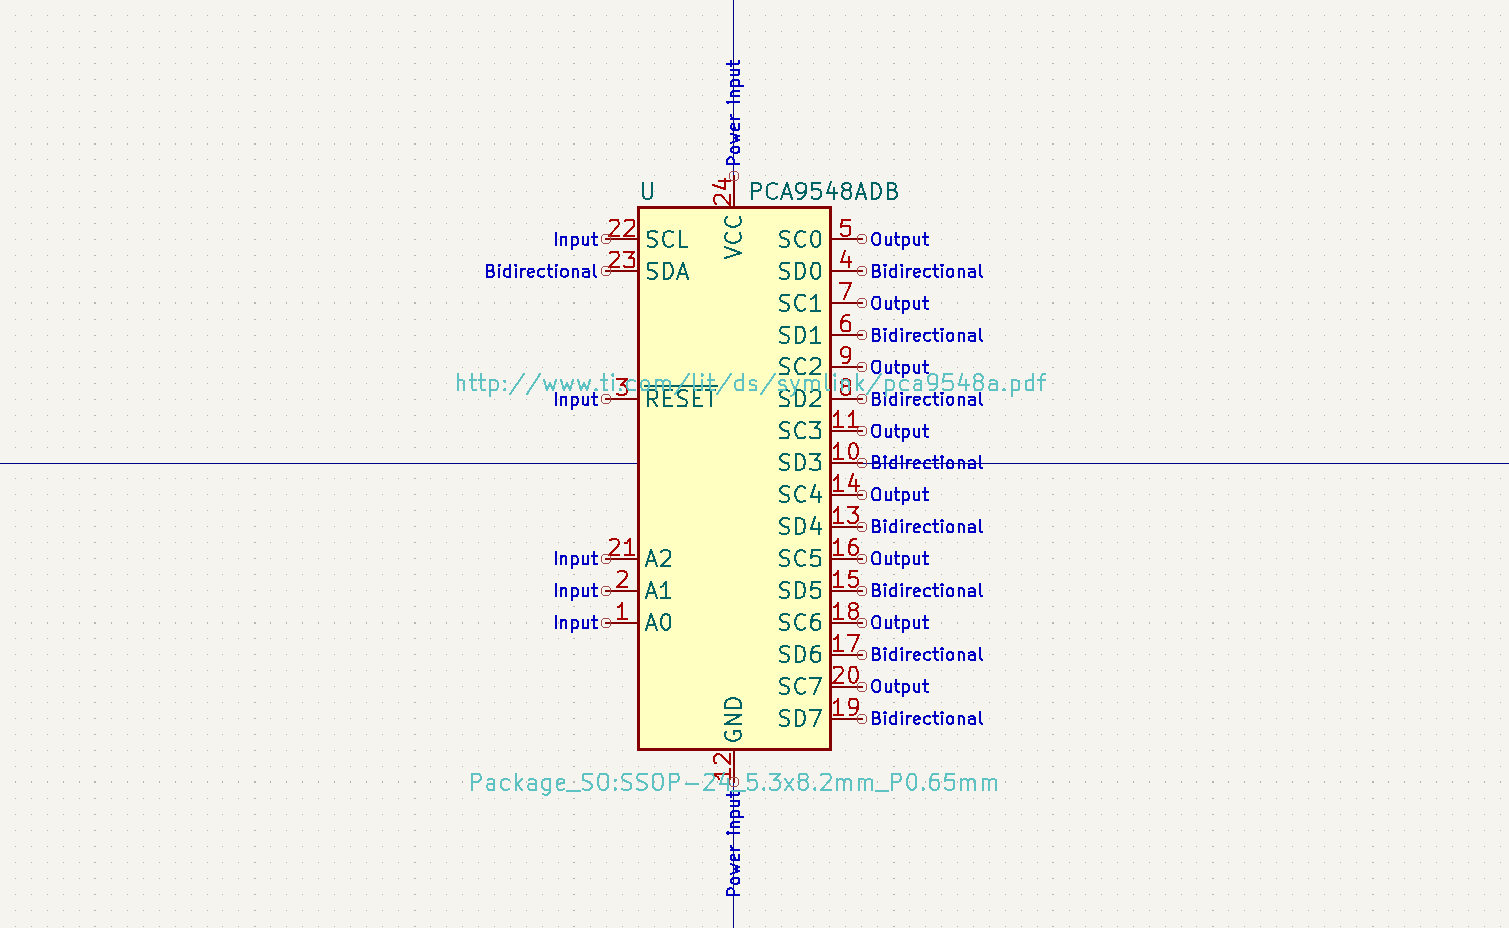 Power Input
24
U PCA9548ADB
VCC
Input 22 SCL SC0 5 Output
Bidirectional 23 SDA SD0 4 Bidirectional
SC1 7 Output
SD1 6 Bidirectional
SC2 9 Output
http://www.ti.com/lit/ds/symlink/pca9548a.pdf
Input 3 RESET SD2 8 Bidirectional
SC3 11 Output
SD3 10 Bidirectional
SC4 14 Output
SD4 13 Bidirectional
Input 21 A2 SC5 16 Output
Input 2 A1 SD5 15 Bidirectional
Input 1 A0 SC6 18 Output
SD6 17 Bidirectional
SC7 20 Output
SD7 19 Bidirectional
GND
12
Package_SO:SSOP-24_5.3x8.2mm_P0.65mm
Power input